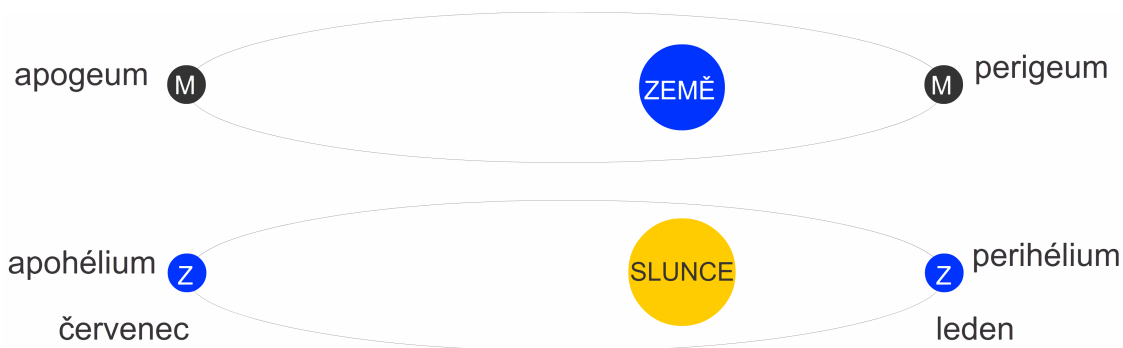 apogeum
M
ZEMĚ
M
perigeum
apohélium
Z
SLUNCE
Z
perihélium
červenec
leden